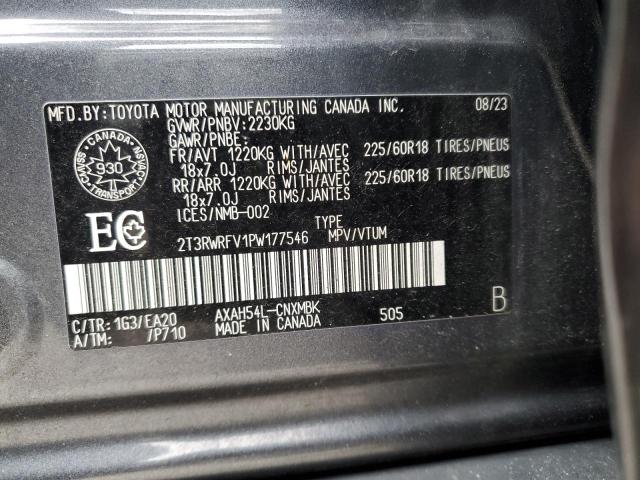 MFD.BY:TOYOTA MOTOR MANUFACTURING CANADA INC. 08/23
GVWR/PNBV:2230KG
GAWR/PNBE:
FR/AVT 1220KG WITH/AVEC 225/60R18 TIRES/PNEUS
18x7.0J RIMS/JANTES
RR/ARR 1220KG WITH/AVEC 225/60R18 TIRES/PNEUS
18x7.0J RIMS/JANTES
ICES/NMB-002
CANADA
930
TRANSPORT
EC
TYPE
2T3RWRFV1PW177546 MPV/VTUM
C/TR: 1G3/EA20 AXAH54L-CNXMBK 505 B
A/TM: /P710 MADE IN CANADA